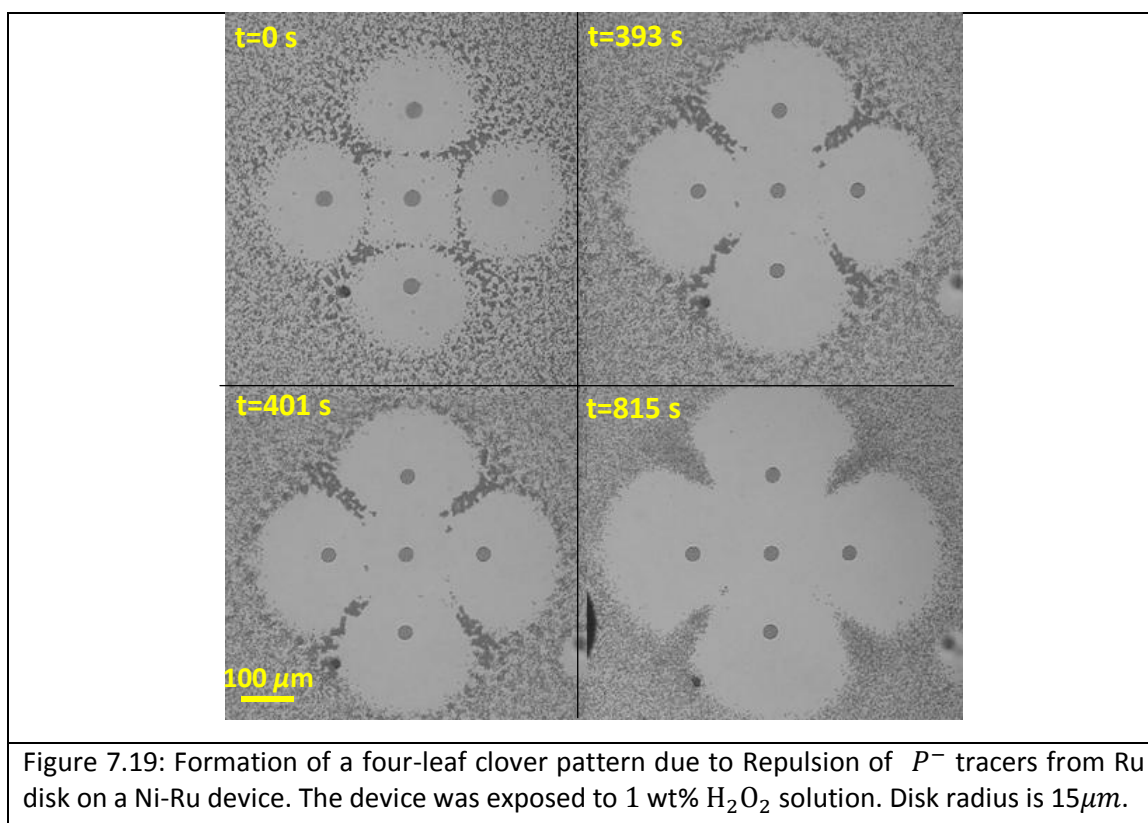 t=0 s
t=393 s
t=401 s
t=815 s
100 𝜇m
Figure 7.19: Formation of a four-leaf clover pattern due to Repulsion of 𝑃⁻ tracers from Ru
disk on a Ni-Ru device. The device was exposed to 1 wt% H₂O₂ solution. Disk radius is 15𝜇𝑚.